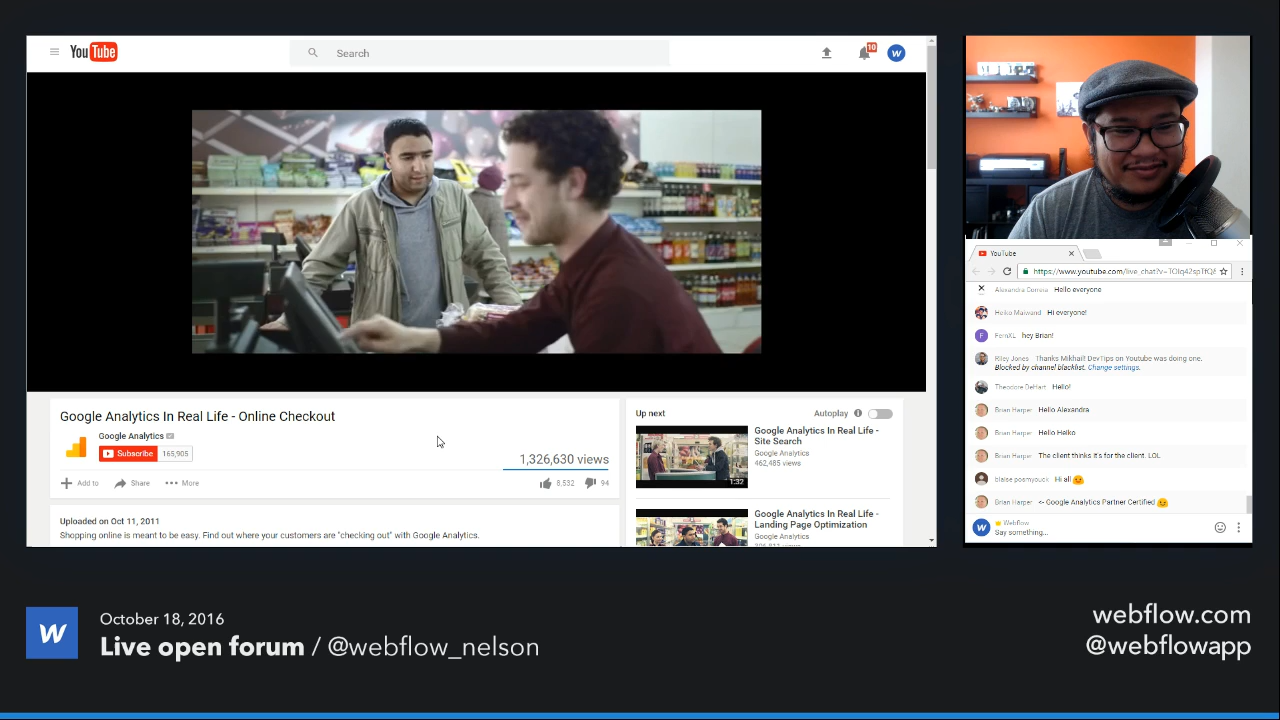 YouTube
Search
10
w
Google Analytics In Real Life - Online Checkout
Google Analytics
Subscribe 165,905
1,326,630 views
Add to Share More
8,532 94
Uploaded on Oct 11, 2011
Shopping online is meant to be easy. Find out where your customers are "checking out" with Google Analytics.
Up next
Autoplay
Google Analytics In Real Life -
Site Search
Google Analytics
462,485 views
1:32
Google Analytics In Real Life -
Landing Page Optimization
Google Analytics
YouTube
Alexandra Correia Hello everyone
Heiko Maiwand Hi everyone!
F FernXL hey Brian!
Riley Jones Thanks Mikhail! DevTips on Youtube was doing one.
Blocked by channel blacklist. Change settings.
Theodore DeHart Hello!
Brian Harper Hello Alexandra
Brian Harper Hello Heiko
Brian Harper The client thinks it's for the client. LOL
blaise posmyouck Hi all
Brian Harper <- Google Analytics Partner Certified
w Webflow
Say something...
w
October 18, 2016
Live open forum / @webflow_nelson
webflow.com
@webflowapp